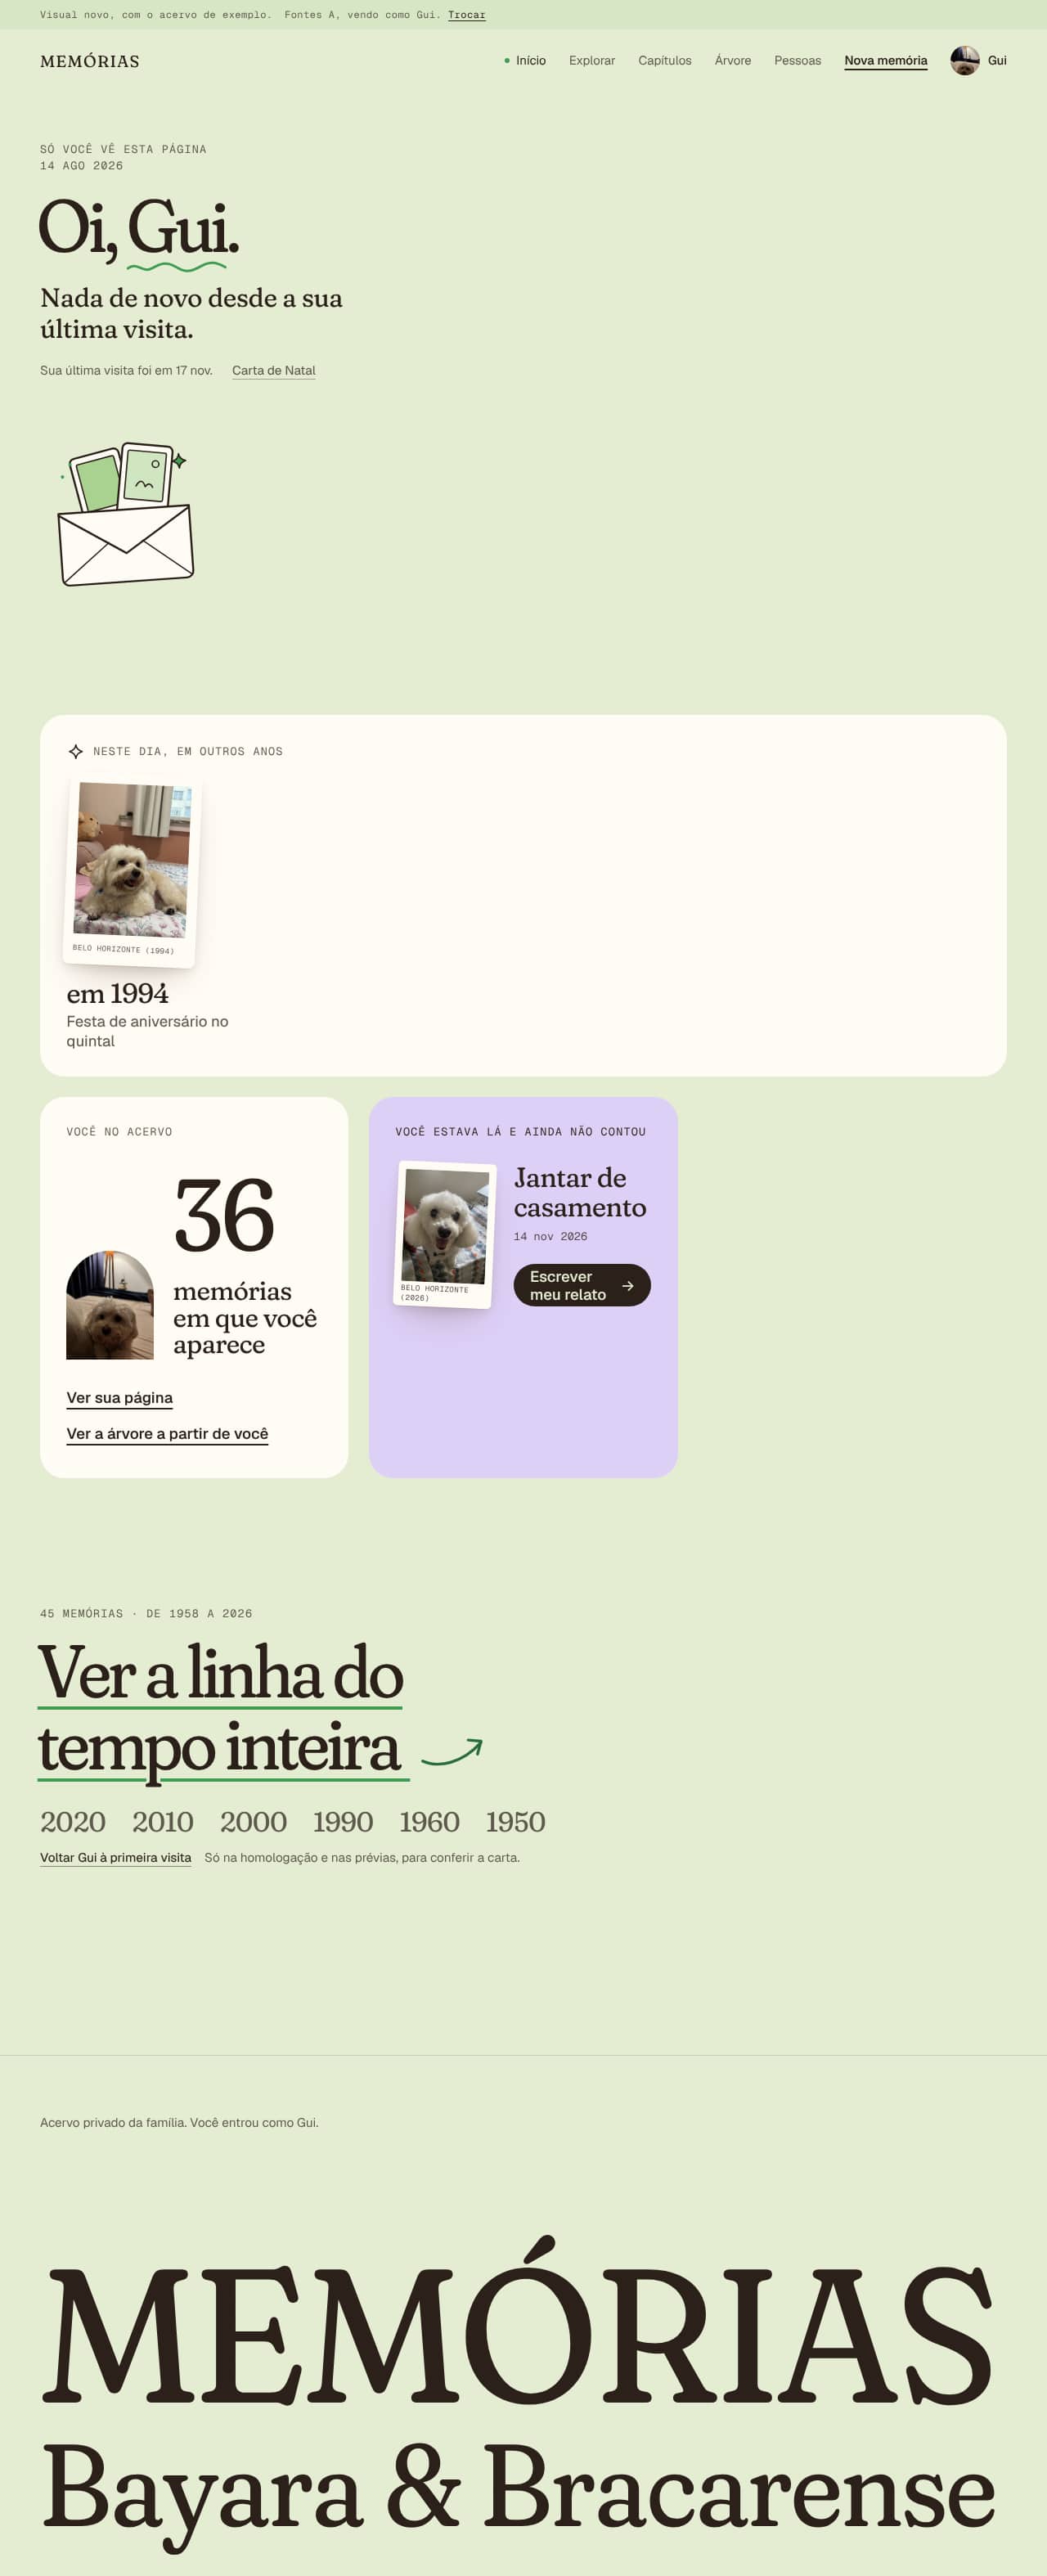 Visual novo, com o acervo de exemplo. Fontes A, vendo como Gui. Trocar
MEMÓRIAS
Início Explorar Capítulos Árvore Pessoas Nova memória Gui
SÓ VOCÊ VÊ ESTA PÁGINA
14 AGO 2026
Oi, Gui.
Nada de novo desde a sua
última visita.
Sua última visita foi em 17 nov. Carta de Natal
NESTE DIA, EM OUTROS ANOS
BELO HORIZONTE (1994)
em 1994
Festa de aniversário no
quintal
VOCÊ NO ACERVO
36
memórias
em que você
aparece
Ver sua página
Ver a árvore a partir de você
VOCÊ ESTAVA LÁ E AINDA NÃO CONTOU
BELO HORIZONTE
(2026)
Jantar de
casamento
14 nov 2026
Escrever
meu relato →
45 MEMÓRIAS · DE 1958 A 2026
Ver a linha do
tempo inteira
2020 2010 2000 1990 1960 1950
Voltar Gui à primeira visita Só na homologação e nas prévias, para conferir a carta.
Acervo privado da família. Você entrou como Gui.
MEMÓRIAS
Bayara & Bracarense